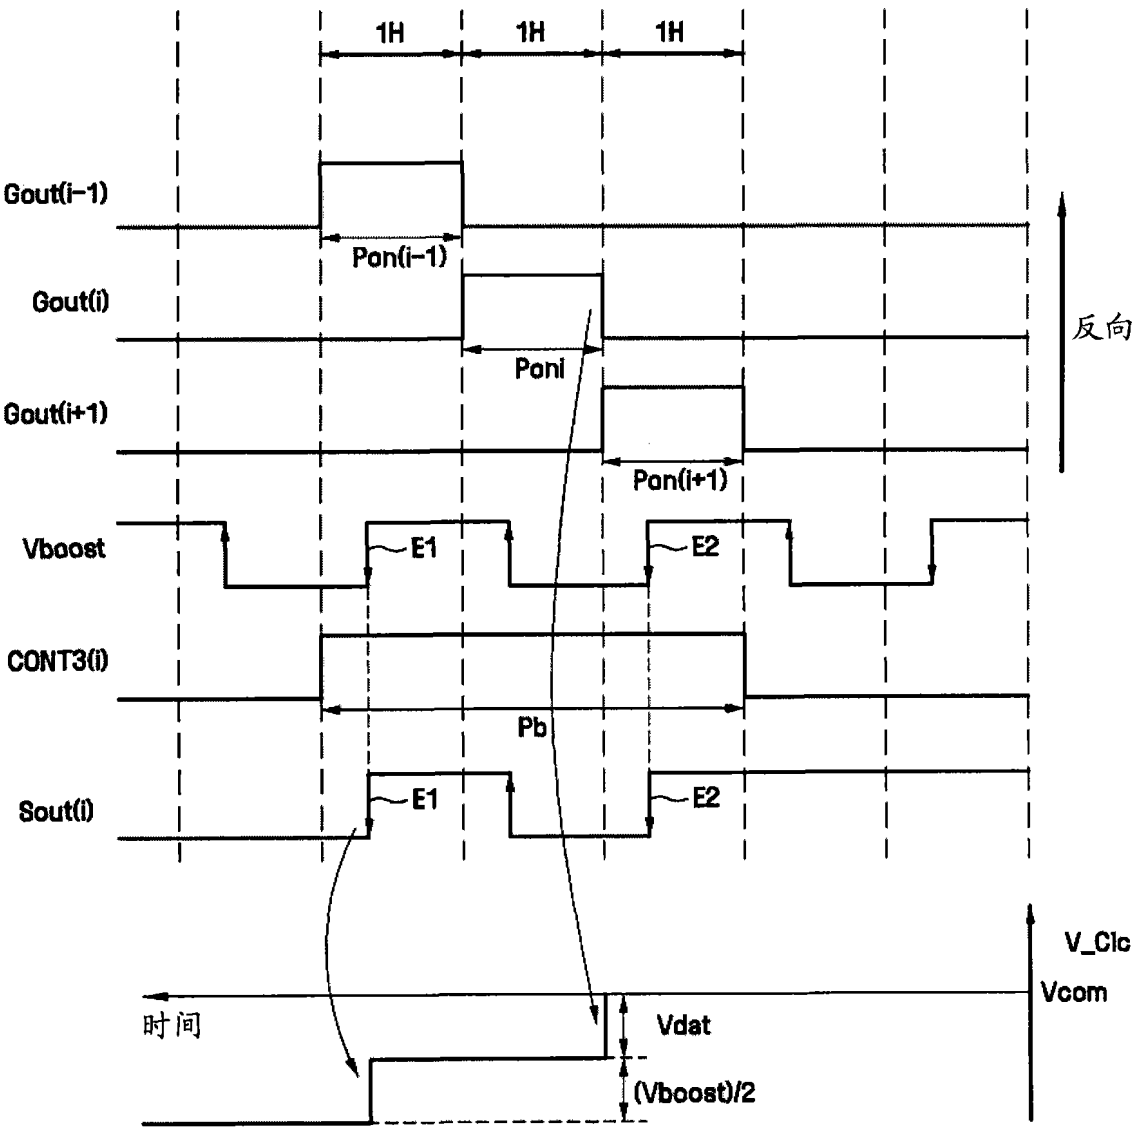 1H 1H 1H
Gout(i-1)
Pon(i-1)
Gout(i)
反向
Poni
Gout(i+1)
Pon(i+1)
Vboost
E1 E2
CONT3(i)
Pb
Sout(i)
E1 E2
V_Clc
Vcom
时间
Vdat
(Vboost)/2